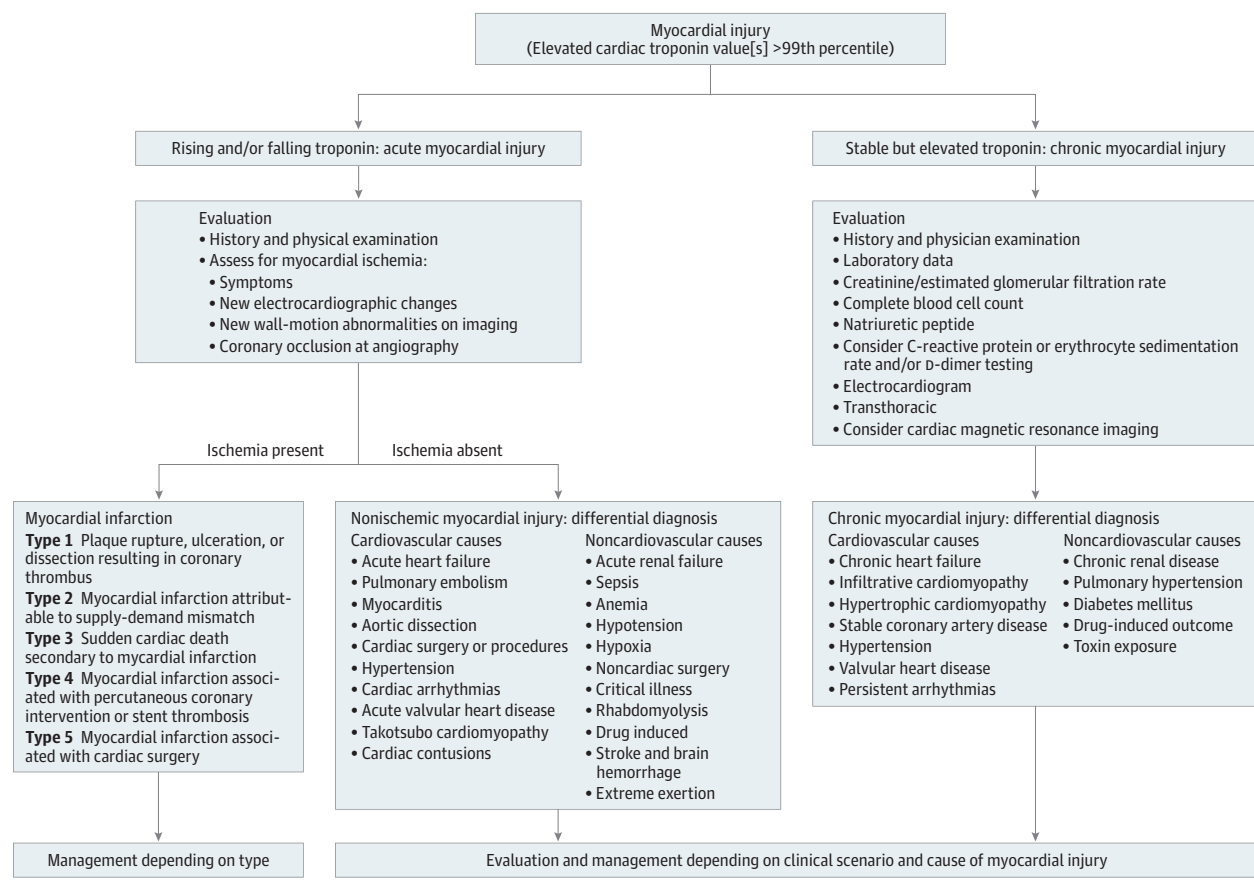 Myocardial injury
(Elevated cardiac troponin value[s] >99th percentile)
Rising and/or falling troponin: acute myocardial injury
Stable but elevated troponin: chronic myocardial injury
Evaluation
• History and physical examination
• Assess for myocardial ischemia:
• Symptoms
• New electrocardiographic changes
• New wall-motion abnormalities on imaging
• Coronary occlusion at angiography
Evaluation
• History and physician examination
• Laboratory data
• Creatinine/estimated glomerular filtration rate
• Complete blood cell count
• Natriuretic peptide
• Consider C-reactive protein or erythrocyte sedimentation
rate and/or D-dimer testing
• Electrocardiogram
• Transthoracic
• Consider cardiac magnetic resonance imaging
Ischemia present
Ischemia absent
Myocardial infarction
Type 1 Plaque rupture, ulceration, or
dissection resulting in coronary
thrombus
Type 2 Myocardial infarction attribut-
able to supply-demand mismatch
Type 3 Sudden cardiac death
secondary to mycardial infarction
Type 4 Myocardial infarction associ-
ated with percutaneous coronary
intervention or stent thrombosis
Type 5 Myocardial infarction associ-
ated with cardiac surgery
Nonischemic myocardial injury: differential diagnosis
Cardiovascular causes
• Acute heart failure
• Pulmonary embolism
• Myocarditis
• Aortic dissection
• Cardiac surgery or procedures
• Hypertension
• Cardiac arrhythmias
• Acute valvular heart disease
• Takotsubo cardiomyopathy
• Cardiac contusions
Noncardiovascular causes
• Acute renal failure
• Sepsis
• Anemia
• Hypotension
• Hypoxia
• Noncardiac surgery
• Critical illness
• Rhabdomyolysis
• Drug induced
• Stroke and brain
hemorrhage
• Extreme exertion
Chronic myocardial injury: differential diagnosis
Cardiovascular causes
• Chronic heart failure
• Infiltrative cardiomyopathy
• Hypertrophic cardiomyopathy
• Stable coronary artery disease
• Hypertension
• Valvular heart disease
• Persistent arrhythmias
Noncardiovascular causes
• Chronic renal disease
• Pulmonary hypertension
• Diabetes mellitus
• Drug-induced outcome
• Toxin exposure
Management depending on type
Evaluation and management depending on clinical scenario and cause of myocardial injury